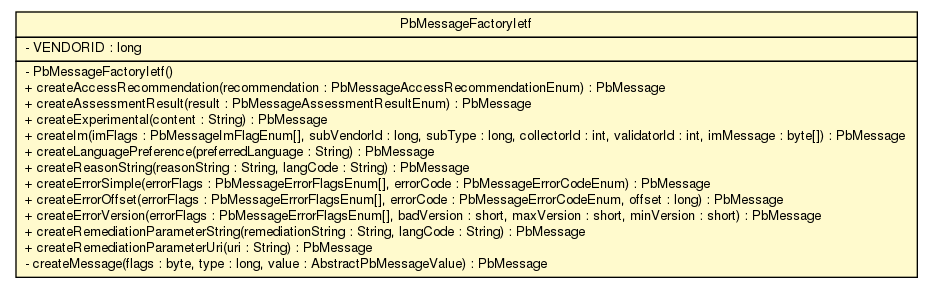 PbMessageFactoryIetf
- VENDORID : long
- PbMessageFactoryIetf()
+ createAccessRecommendation(recommendation : PbMessageAccessRecommendationEnum) : PbMessage
+ createAssessmentResult(result : PbMessageAssessmentResultEnum) : PbMessage
+ createExperimental(content : String) : PbMessage
+ createIm(imFlags : PbMessageImFlagEnum[], subVendorId : long, subType : long, collectorId : int, validatorId : int, imMessage : byte[]) : PbMessage
+ createLanguagePreference(preferredLanguage : String) : PbMessage
+ createReasonString(reasonString : String, langCode : String) : PbMessage
+ createErrorSimple(errorFlags : PbMessageErrorFlagsEnum[], errorCode : PbMessageErrorCodeEnum) : PbMessage
+ createErrorOffset(errorFlags : PbMessageErrorFlagsEnum[], errorCode : PbMessageErrorCodeEnum, offset : long) : PbMessage
+ createErrorVersion(errorFlags : PbMessageErrorFlagsEnum[], badVersion : short, maxVersion : short, minVersion : short) : PbMessage
+ createRemediationParameterString(remediationString : String, langCode : String) : PbMessage
+ createRemediationParameterUri(uri : String) : PbMessage
- createMessage(flags : byte, type : long, value : AbstractPbMessageValue) : PbMessage